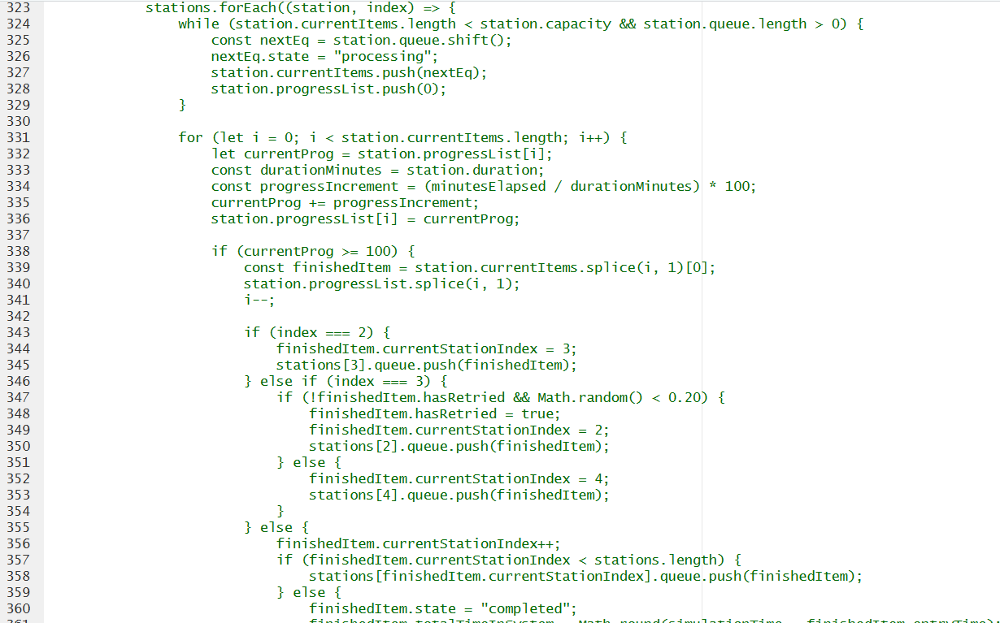 323 stations.forEach((station, index) => {
324 while (station.currentItems.length < station.capacity && station.queue.length > 0) {
325 const nextEq = station.queue.shift();
326 nextEq.state = "processing";
327 station.currentItems.push(nextEq);
328 station.progressList.push(0);
329 }
330
331 for (let i = 0; i < station.currentItems.length; i++) {
332 let currentProg = station.progressList[i];
333 const durationMinutes = station.duration;
334 const progressIncrement = (minutesElapsed / durationMinutes) * 100;
335 currentProg += progressIncrement;
336 station.progressList[i] = currentProg;
337
338 if (currentProg >= 100) {
339 const finishedItem = station.currentItems.splice(i, 1)[0];
340 station.progressList.splice(i, 1);
341 i--;
342
343 if (index === 2) {
344 finishedItem.currentStationIndex = 3;
345 stations[3].queue.push(finishedItem);
346 } else if (index === 3) {
347 if (!finishedItem.hasRetried && Math.random() < 0.20) {
348 finishedItem.hasRetried = true;
349 finishedItem.currentStationIndex = 2;
350 stations[2].queue.push(finishedItem);
351 } else {
352 finishedItem.currentStationIndex = 4;
353 stations[4].queue.push(finishedItem);
354 }
355 } else {
356 finishedItem.currentStationIndex++;
357 if (finishedItem.currentStationIndex < stations.length) {
358 stations[finishedItem.currentStationIndex].queue.push(finishedItem);
359 } else {
360 finishedItem.state = "completed";